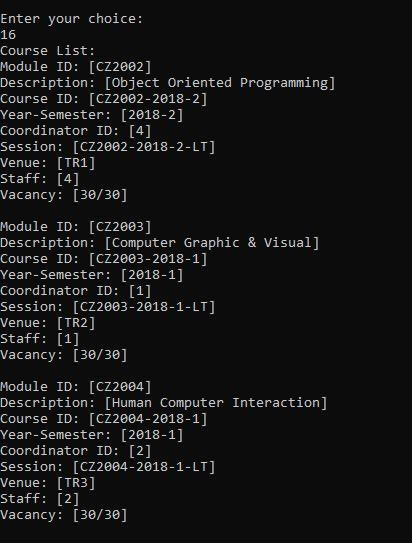 Enter your choice:
16
Course List:
Module ID: [CZ2002]
Description: [Object Oriented Programming]
Course ID: [CZ2002-2018-2]
Year-Semester: [2018-2]
Coordinator ID: [4]
Session: [CZ2002-2018-2-LT]
Venue: [TR1]
Staff: [4]
Vacancy: [30/30]
Module ID: [CZ2003]
Description: [Computer Graphic & Visual]
Course ID: [CZ2003-2018-1]
Year-Semester: [2018-1]
Coordinator ID: [1]
Session: [CZ2003-2018-1-LT]
Venue: [TR2]
Staff: [1]
Vacancy: [30/30]
Module ID: [CZ2004]
Description: [Human Computer Interaction]
Course ID: [CZ2004-2018-1]
Year-Semester: [2018-1]
Coordinator ID: [2]
Session: [CZ2004-2018-1-LT]
Venue: [TR3]
Staff: [2]
Vacancy: [30/30]